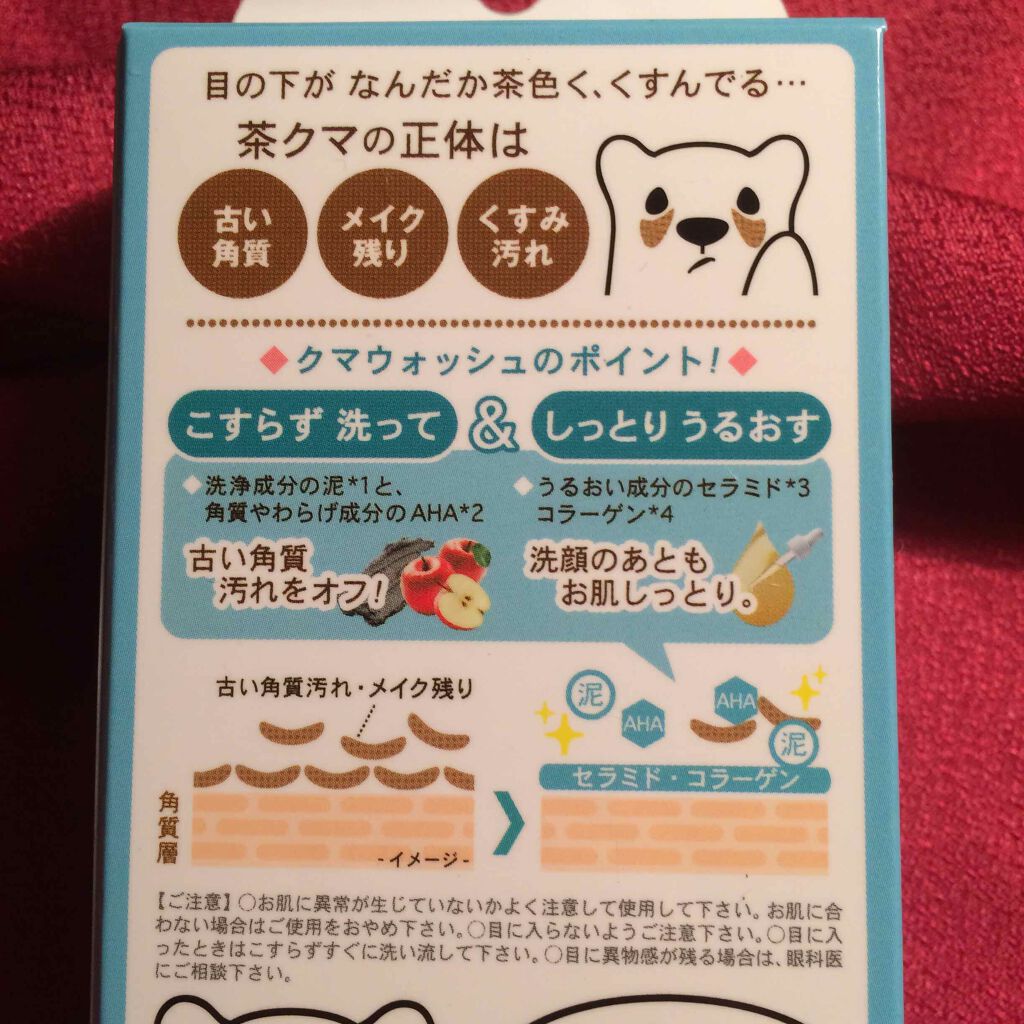 目の下が なんだか茶色く、くすんでる…
茶クマの正体は
古い
角質
メイク
残り
くすみ
汚れ
◆クマウォッシュのポイント!◆
こすらず 洗って
&
しっとり うるおす
◆洗浄成分の泥*1と、
角質やわらげ成分のAHA*2
古い角質
汚れをオフ!
◆うるおい成分のセラミド*3
コラーゲン*4
洗顔のあとも
お肌しっとり。
古い角質汚れ・メイク残り
角質層
-イメージ-
泥
AHA
AHA
泥
セラミド・コラーゲン
【ご注意】○お肌に異常が生じていないかよく注意して使用して下さい。お肌に合
わない場合はご使用をおやめ下さい。○目に入らないようご注意下さい。○目に入
ったときはこすらずすぐに洗い流して下さい。○目に異物感が残る場合は、眼科医
にご相談下さい。